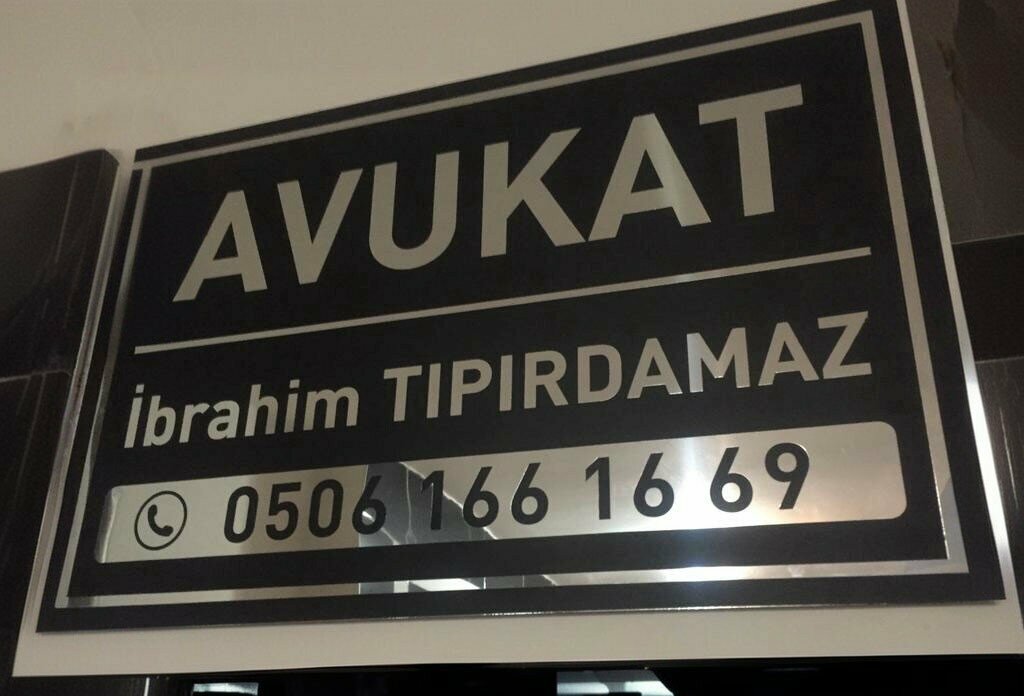 AVUKAT
İbrahim TIPIRDAMAZ
0506 166 16 69